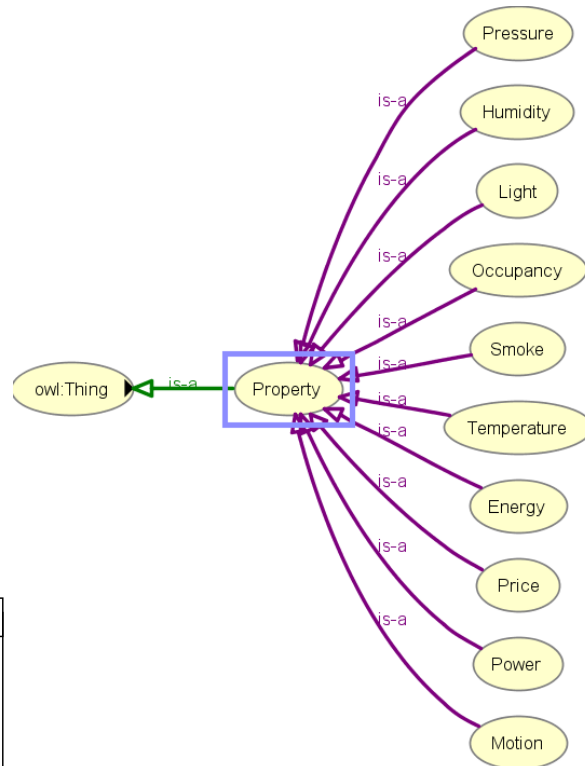 Pressure
is-a
Humidity
is-a
Light
is-a
Occupancy
is-a
Smoke
is-a
owl:Thing
is-a
Property
is-a
Temperature
is-a
Energy
is-a
Price
is-a
Power
is-a
Motion